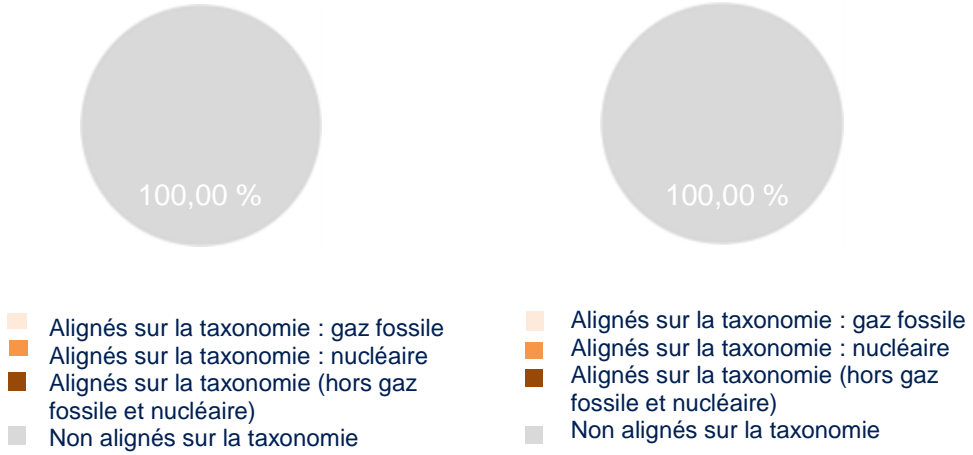 100,00 %
100,00 %
Alignés sur la taxonomie : gaz fossile
Alignés sur la taxonomie : nucléaire
Alignés sur la taxonomie (hors gaz
fossile et nucléaire)
Non alignés sur la taxonomie
Alignés sur la taxonomie : gaz fossile
Alignés sur la taxonomie : nucléaire
Alignés sur la taxonomie (hors gaz
fossile et nucléaire)
Non alignés sur la taxonomie